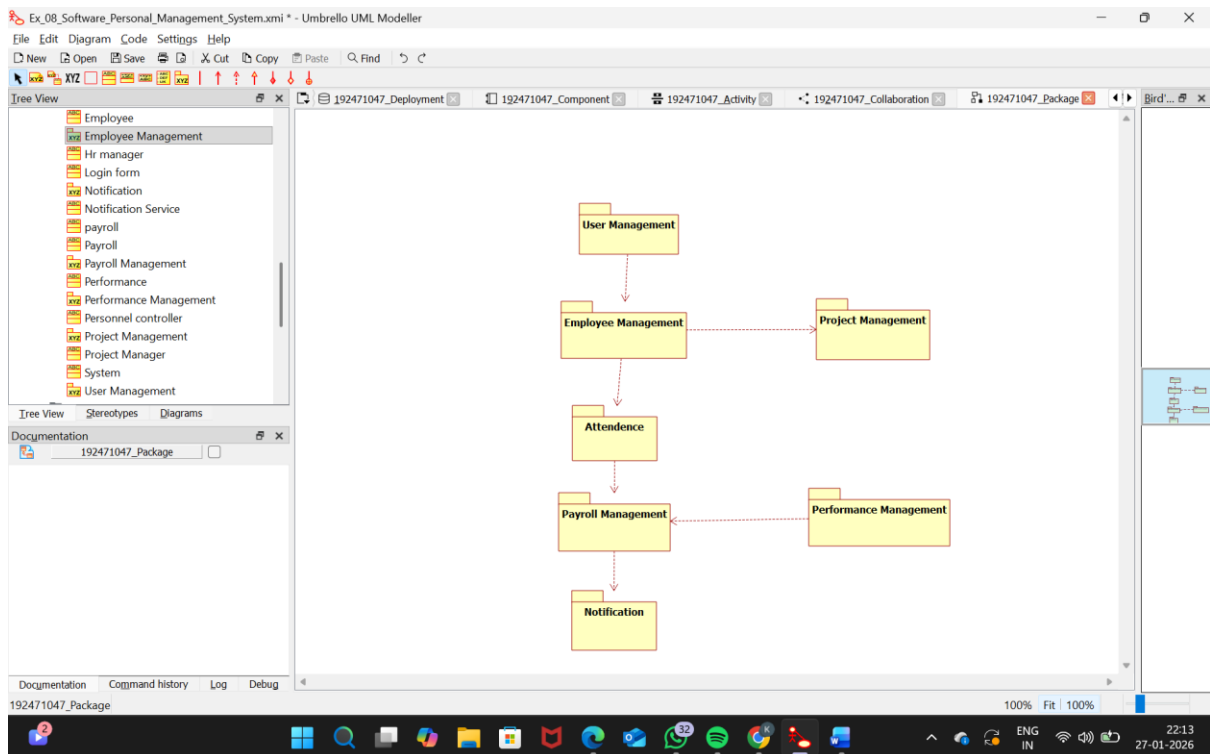 Ex_08_Software_Personal_Management_System.xmi * - Umbrello UML Modeller
File Edit Diagram Code Settings Help
New Open Save Cut Copy Paste Find
XYZ
Tree View
192471047_Deployment 192471047_Component 192471047_Activity 192471047_Collaboration 192471047_Package
Bird'...
Employee
Employee Management
Hr manager
Login form
Notification
Notification Service
payroll
Payroll
Payroll Management
Performance
Performance Management
Personnel controller
Project Management
Project Manager
System
User Management
Tree View Stereotypes Diagrams
Documentation
192471047_Package
User Management
Employee Management
Project Management
Attendence
Payroll Management
Performance Management
Notification
Documentation Command history Log Debug
192471047_Package
100% Fit 100%
2
32
K
ENG
IN
22:13
27-01-2026